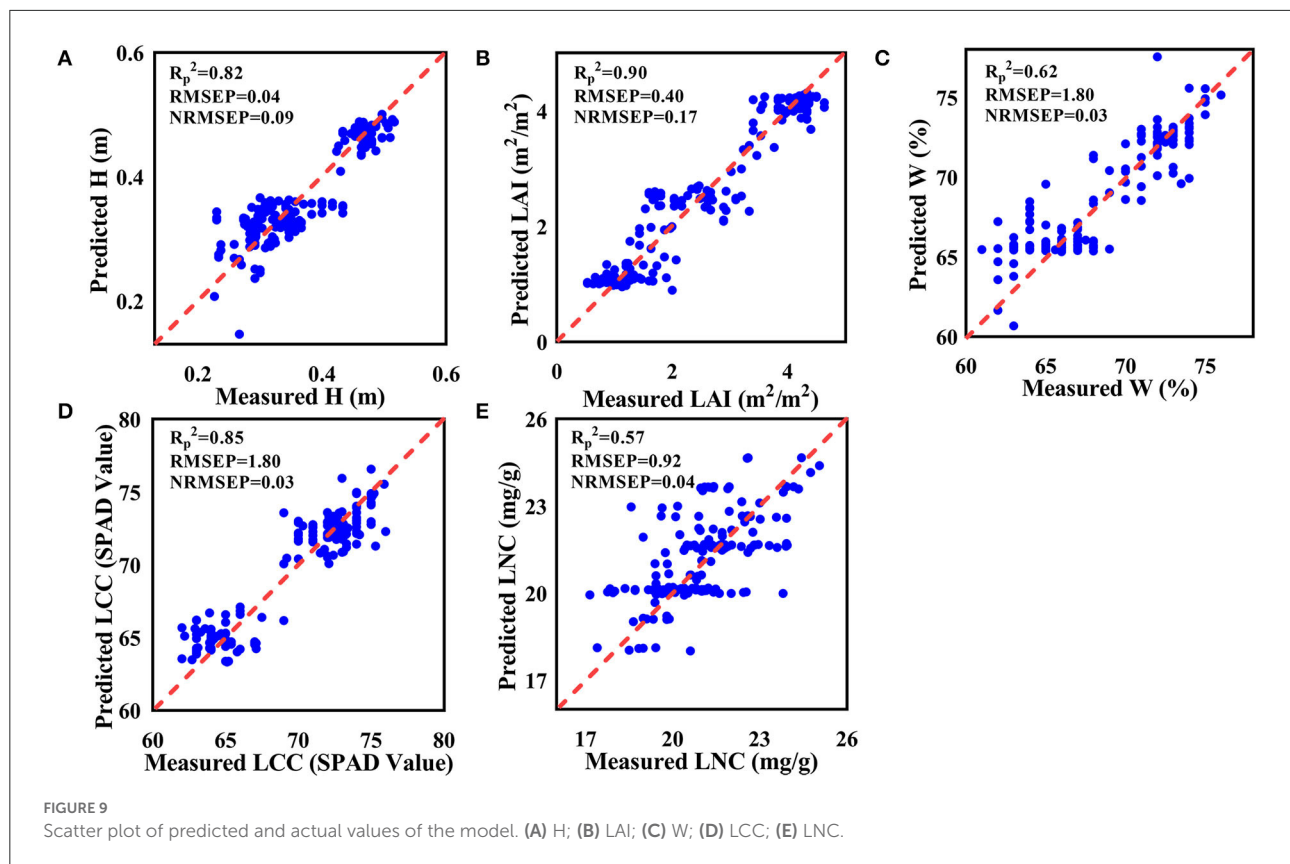 A
0.6
R_p²=0.82
RMSEP=0.04
NRMSEP=0.09
Predicted H (m)
0.4
0.2
0.2 0.4 0.6
Measured H (m)
B
R_p²=0.90
RMSEP=0.40
NRMSEP=0.17
Predicted LAI (m²/m²)
4
2
0
0 2 4
Measured LAI (m²/m²)
C
R_p²=0.62
RMSEP=1.80
NRMSEP=0.03
Predicted W (%)
75
70
65
60
60 65 70 75
Measured W (%)
D
80
R_p²=0.85
RMSEP=1.80
NRMSEP=0.03
Predicted LCC (SPAD Value)
75
70
65
60
60 65 70 75 80
Measured LCC (SPAD Value)
E
26
R_p²=0.57
RMSEP=0.92
NRMSEP=0.04
Predicted LNC (mg/g)
23
20
17
17 20 23 26
Measured LNC (mg/g)
FIGURE 9
Scatter plot of predicted and actual values of the model. (A) H; (B) LAI; (C) W; (D) LCC; (E) LNC.